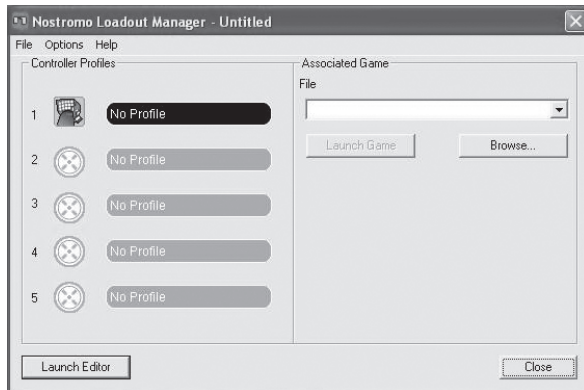 Nostromo Loadout Manager - Untitled
File Options Help
Controller Profiles
1 No Profile
2 No Profile
3 No Profile
4 No Profile
5 No Profile
Associated Game
File
Launch Game Browse...
Launch Editor Close